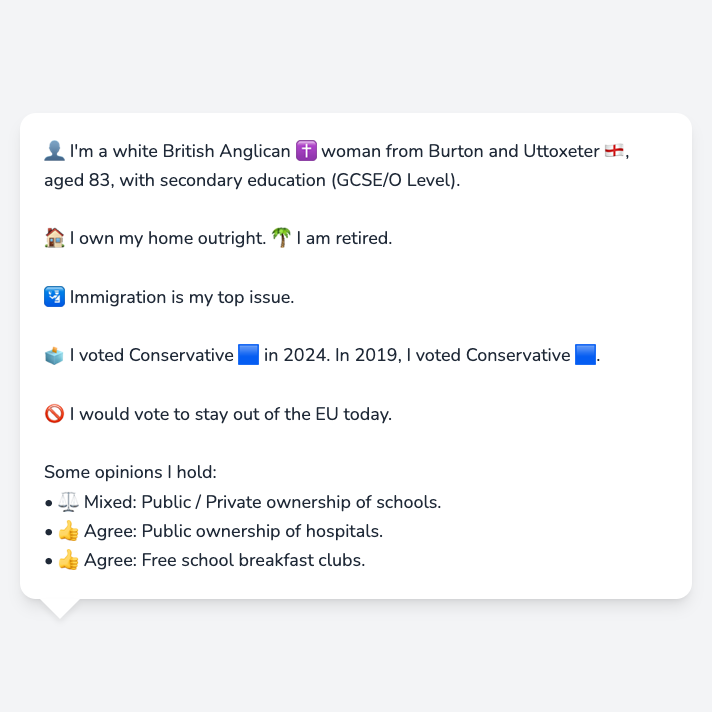 👤 I'm a white British Anglican ✝️ woman from Burton and Uttoxeter 🏴󠁧󠁢󠁥󠁮󠁧󠁿,
aged 83, with secondary education (GCSE/O Level).
🏠 I own my home outright. 🌴 I am retired.
🛂 Immigration is my top issue.
🗳️ I voted Conservative 🟦 in 2024. In 2019, I voted Conservative 🟦.
🚫 I would vote to stay out of the EU today.
Some opinions I hold:
• ⚖️ Mixed: Public / Private ownership of schools.
• 👍 Agree: Public ownership of hospitals.
• 👍 Agree: Free school breakfast clubs.